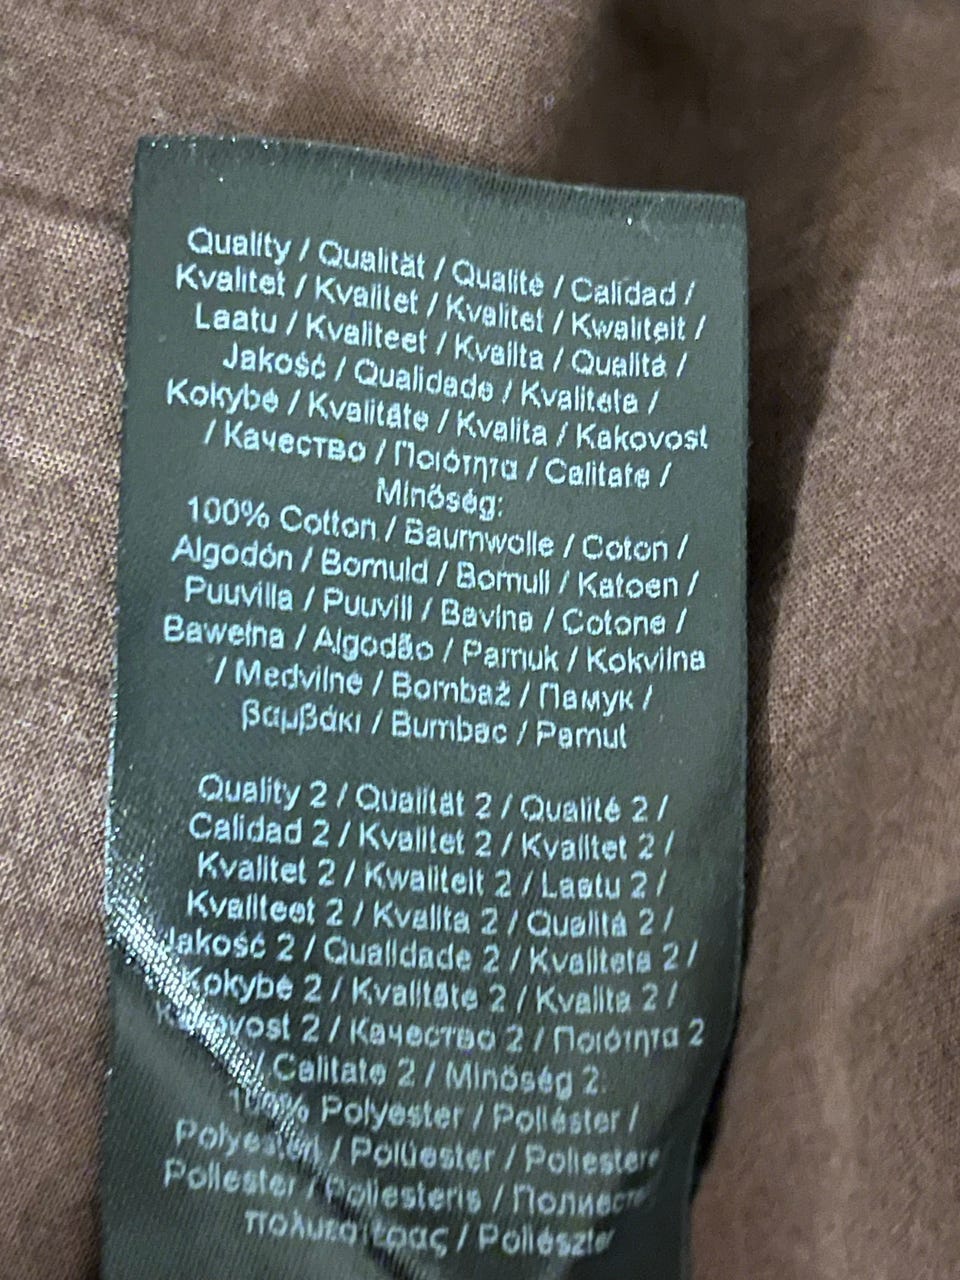 Quality / Qualität / Qualité / Calidad /
Kvalitet / Kvalitet / Kvalitet / Kwaliteit /
Laatu / Kvaliteet / Kvalita / Qualità /
Jakość / Qualidade / Kvalitete /
Kokybė / Kvalitāte / Kvalita / Kakovost
/ Качество / Ποιότητα / Calitate /
Minőség:
100% Cotton / Baumwolle / Coton /
Algodón / Bomuld / Bomull / Katoen /
Puuvilla / Puuvill / Bavlna / Cotone /
Bawełna / Algodão / Pamuk / Kokvilna
/ Medvilnė / Bombaž / Памук /
βαμβάκι / Bumbac / Pamut
Quality 2 / Qualität 2 / Qualité 2 /
Calidad 2 / Kvalitet 2 / Kvalitet 2 /
Kvalitet 2 / Kwaliteit 2 / Laatu 2 /
Kvaliteet 2 / Kvalita 2 / Qualità 2 /
Jakość 2 / Qualidade 2 / Kvaliteta 2 /
Kokybė 2 / Kvalitāte 2 / Kvalita 2 /
Kakovost 2 / Качество 2 / Ποιότητα 2
/ Calitate 2 / Minőség 2:
100% Polyester / Poliéster /
Polyesteri / Polüester / Poliestere
Poliester / Poliesteris / Полиестер
πολυεστέρας / Poliészter